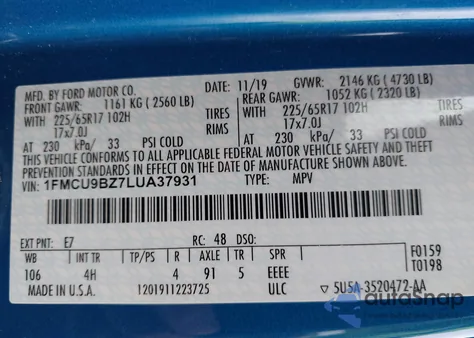 MFD. BY FORD MOTOR CO. DATE: 11/19 GVWR: 2146 KG ( 4730 LB)
FRONT GAWR: 1161 KG ( 2560 LB) REAR GAWR: 1052 KG ( 2320 LB)
WITH 225/65R17 102H TIRES WITH 225/65R17 102H TIRES
17x7.0J RIMS 17x7.0J RIMS
AT 230 kPa/ 33 PSI COLD AT 230 kPa/ 33 PSI COLD
THIS VEHICLE CONFORMS TO ALL APPLICABLE FEDERAL MOTOR VEHICLE SAFETY AND THEFT
PREVENTION STANDARDS IN EFFECT ON THE DATE OF MANUFACTURE SHOWN ABOVE.
VIN: 1FMCU9BZ7LUA37931 TYPE: MPV
EXT PNT: E7 RC: 48 DSO:
WB INT TR TP/PS R AXLE TR SPR
F0159
106 4H 4 91 5 EEEE
T0198
MADE IN U.S.A. 1201911223725 ULC ▽ 5U5A-3520472-AA
autoSnap